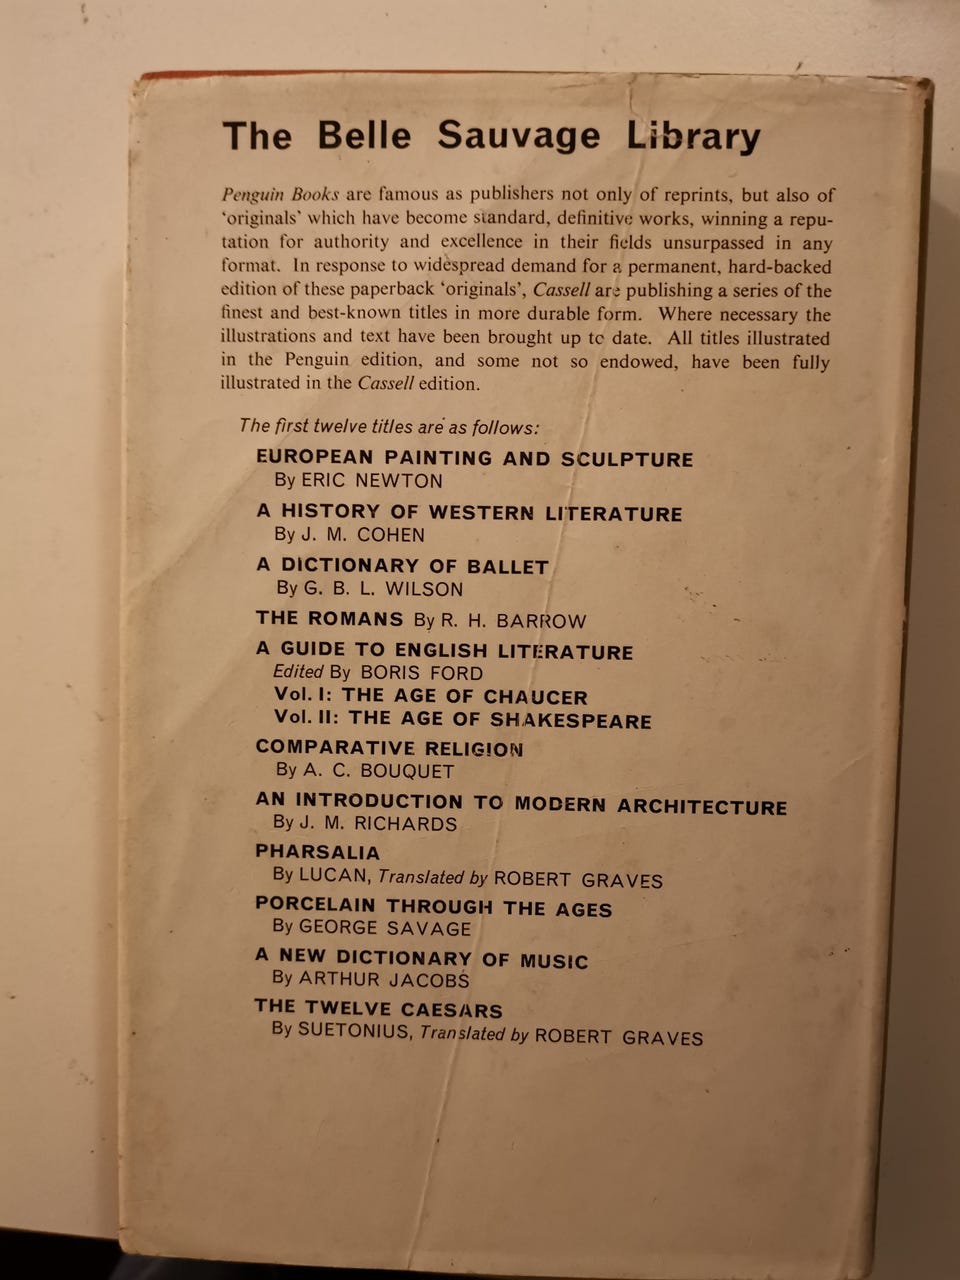 The Belle Sauvage Library
Penguin Books are famous as publishers not only of reprints, but also of
‘originals’ which have become standard, definitive works, winning a repu-
tation for authority and excellence in their fields unsurpassed in any
format. In response to widespread demand for a permanent, hard-backed
edition of these paperback ‘originals’, Cassell are publishing a series of the
finest and best-known titles in more durable form. Where necessary the
illustrations and text have been brought up to date. All titles illustrated
in the Penguin edition, and some not so endowed, have been fully
illustrated in the Cassell edition.
The first twelve titles are as follows:
EUROPEAN PAINTING AND SCULPTURE
By ERIC NEWTON
A HISTORY OF WESTERN LITERATURE
By J. M. COHEN
A DICTIONARY OF BALLET
By G. B. L. WILSON
THE ROMANS By R. H. BARROW
A GUIDE TO ENGLISH LITERATURE
Edited By BORIS FORD
Vol. I: THE AGE OF CHAUCER
Vol. II: THE AGE OF SHAKESPEARE
COMPARATIVE RELIGION
By A. C. BOUQUET
AN INTRODUCTION TO MODERN ARCHITECTURE
By J. M. RICHARDS
PHARSALIA
By LUCAN, Translated by ROBERT GRAVES
PORCELAIN THROUGH THE AGES
By GEORGE SAVAGE
A NEW DICTIONARY OF MUSIC
By ARTHUR JACOBS
THE TWELVE CAESARS
By SUETONIUS, Translated by ROBERT GRAVES